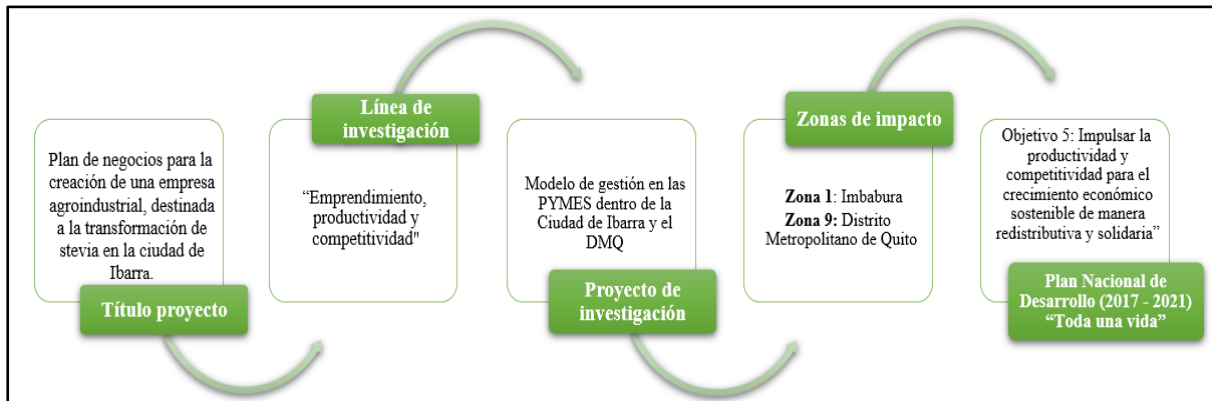 Plan de negocios para la
creación de una empresa
agroindustrial, destinada
a la transformación de
stevia en la ciudad de
Ibarra.
Título proyecto
Línea de
investigación
“Emprendimiento,
productividad y
competitividad"
Modelo de gestión en las
PYMES dentro de la
Ciudad de Ibarra y el
DMQ
Proyecto de
investigación
Zonas de impacto
Zona 1: Imbabura
Zona 9: Distrito
Metropolitano de Quito
Objetivo 5: Impulsar la
productividad y
competitividad para el
crecimiento económico
sostenible de manera
redistributiva y solidaria”
Plan Nacional de
Desarrollo (2017 - 2021)
“Toda una vida”